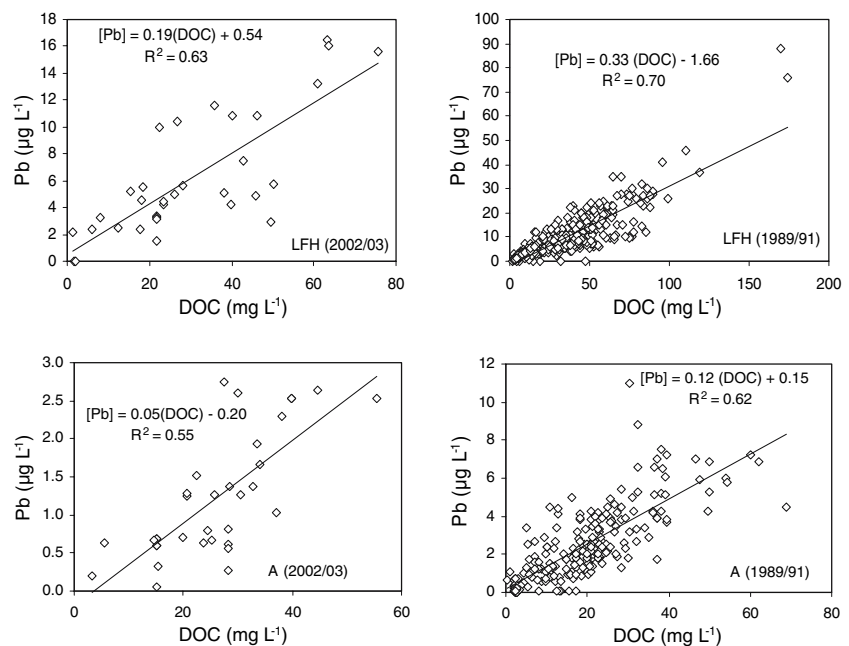 [Pb] = 0.19(DOC) + 0.54
R² = 0.63
18
16
14
12
10
8
6
4
2
0
Pb (µg L⁻¹)
LFH (2002/03)
0 20 40 60 80
DOC (mg L⁻¹)
[Pb] = 0.33 (DOC) - 1.66
R² = 0.70
100
90
80
70
60
50
40
30
20
10
0
Pb (µg L⁻¹)
LFH (1989/91)
0 50 100 150 200
DOC (mg L⁻¹)
[Pb] = 0.05(DOC) - 0.20
R² = 0.55
3.0
2.5
2.0
1.5
1.0
0.5
0.0
Pb (µg L⁻¹)
A (2002/03)
0 20 40 60
DOC (mg L⁻¹)
[Pb] = 0.12 (DOC) + 0.15
R² = 0.62
12
10
8
6
4
2
0
Pb (µg L⁻¹)
A (1989/91)
0 20 40 60 80
DOC (mg L⁻¹)